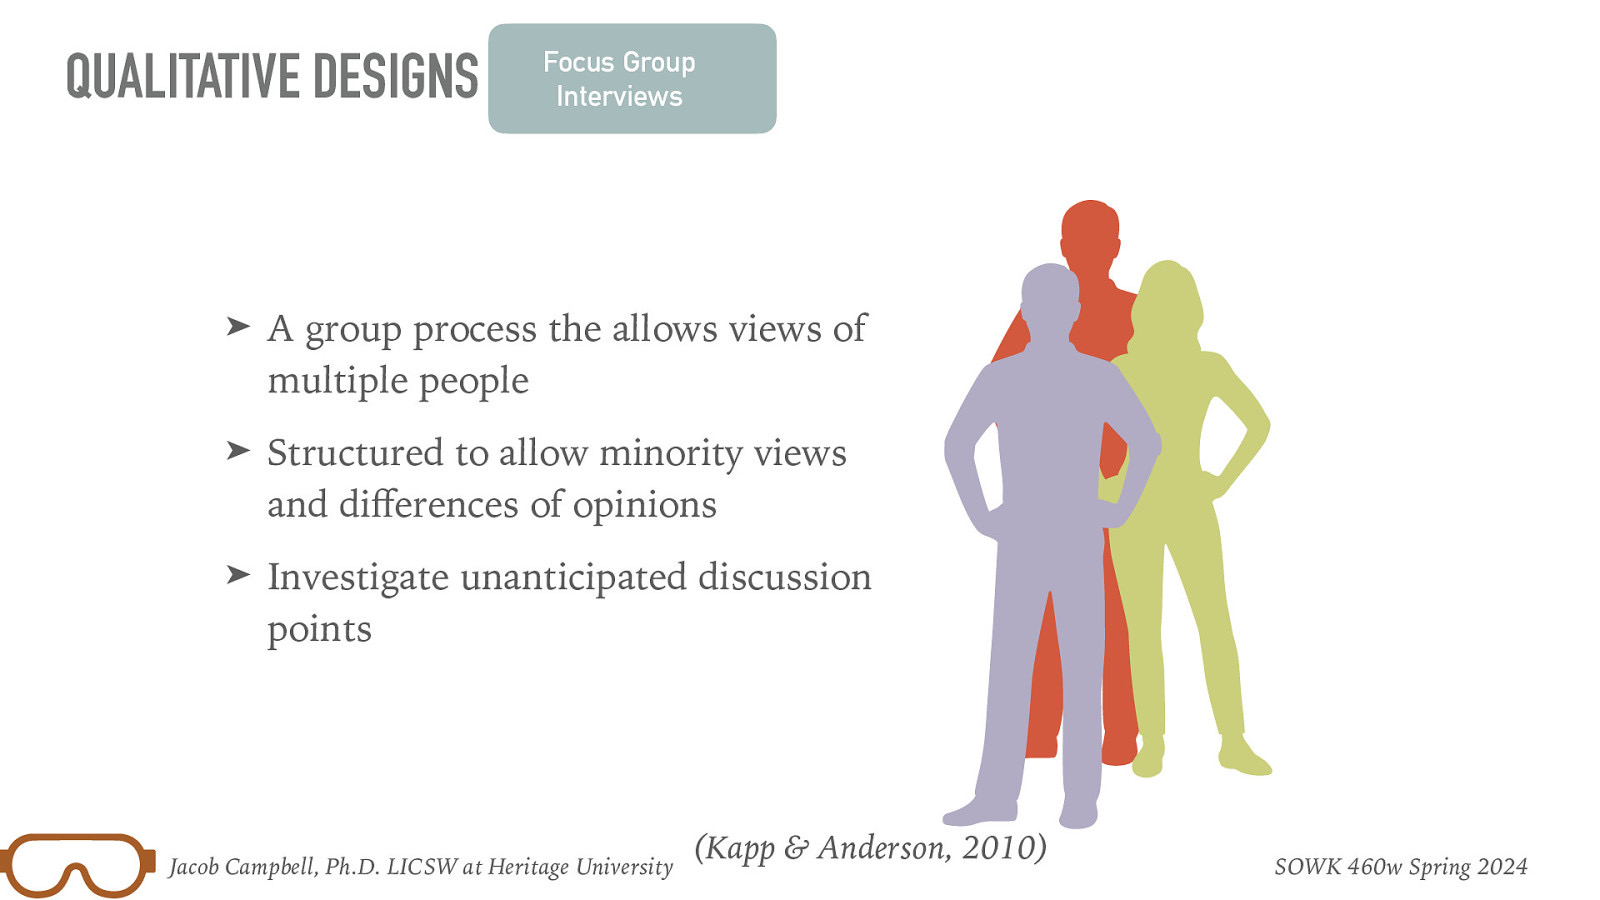 QUALITATIVE DESIGNS
Focus Group
Interviews
➤ A group process the allows views of
multiple people
➤ Structured to allow minority views
and differences of opinions
➤ Investigate unanticipated discussion
points
(Kapp & Anderson, 2010)
Jacob Campbell, Ph.D. LICSW at Heritage University
SOWK 460w Spring 2024